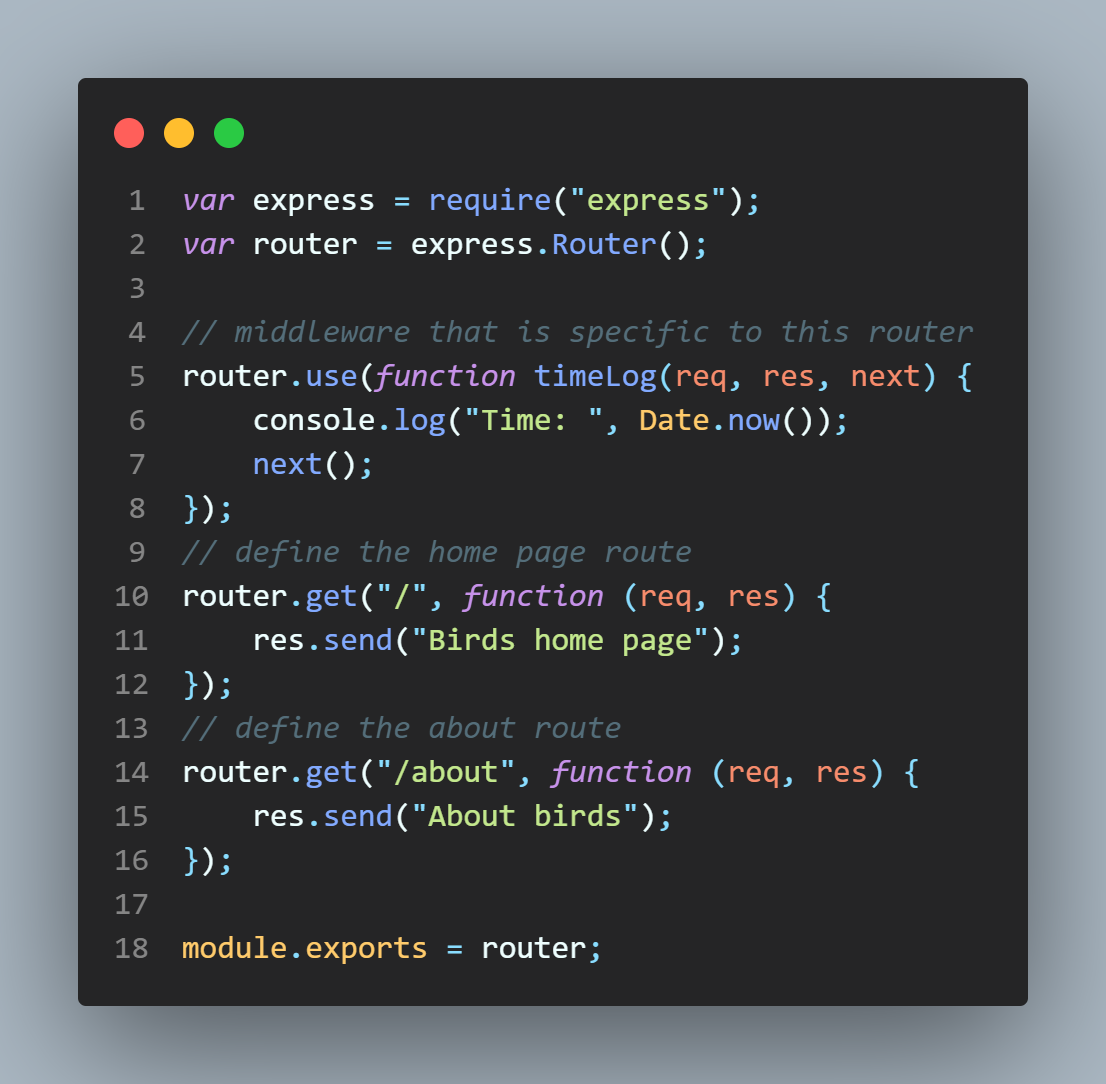 1 var express = require("express");
2 var router = express.Router();
3
4 // middleware that is specific to this router
5 router.use(function timeLog(req, res, next) {
6     console.log("Time: ", Date.now());
7     next();
8 });
9 // define the home page route
10 router.get("/", function (req, res) {
11     res.send("Birds home page");
12 });
13 // define the about route
14 router.get("/about", function (req, res) {
15     res.send("About birds");
16 });
17
18 module.exports = router;